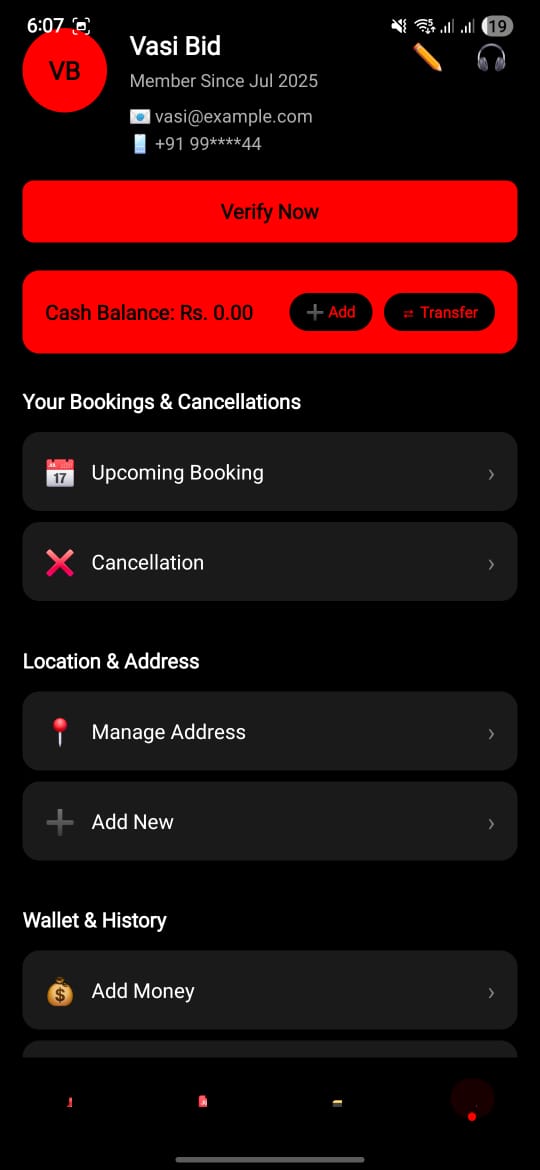 6:07
19
VB
Vasi Bid
Member Since Jul 2025
vasi@example.com
+91 99****44
Verify Now
Cash Balance: Rs. 0.00
Add
Transfer
Your Bookings & Cancellations
17
Upcoming Booking
Cancellation
Location & Address
Manage Address
Add New
Wallet & History
Add Money